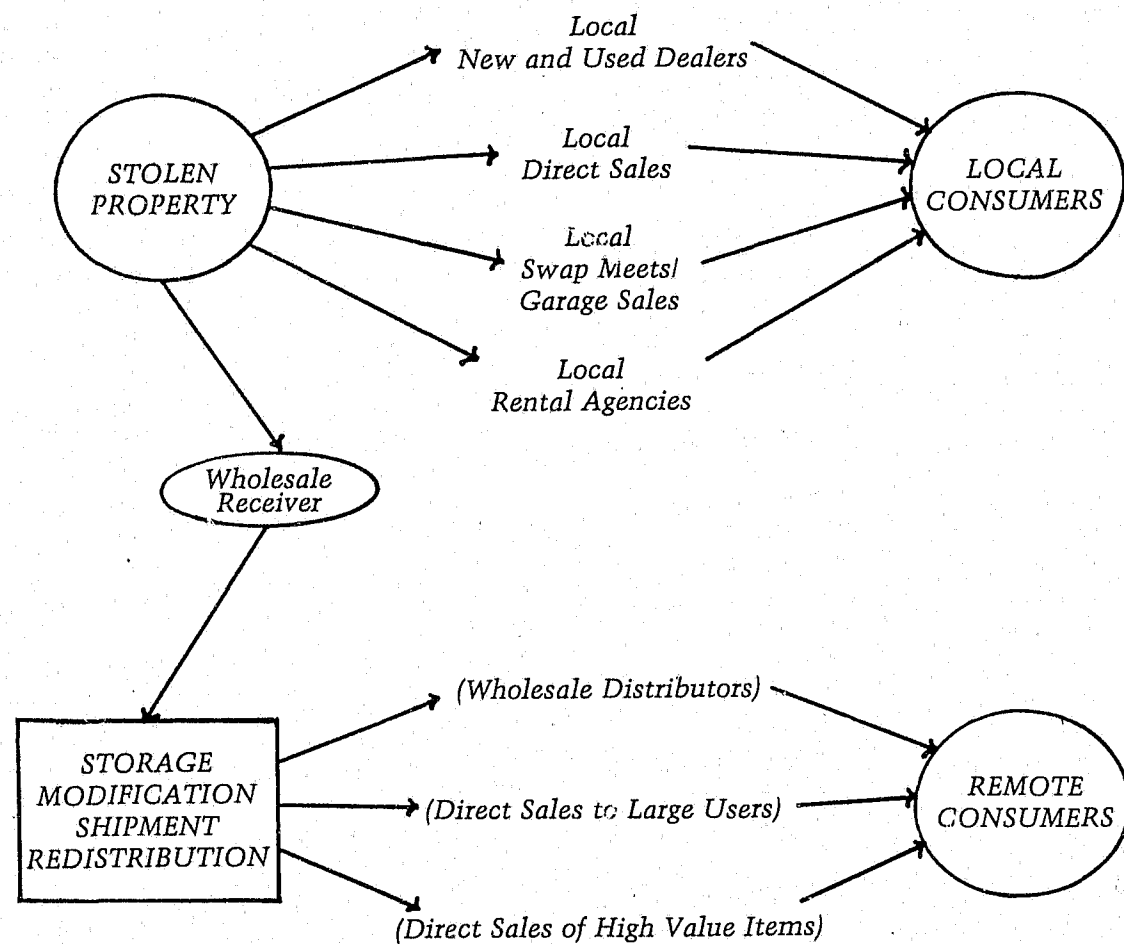 Local
New and Used Dealers
STOLEN
PROPERTY
Local
Direct Sales
LOCAL
CONSUMERS
Local
Swap Meets/
Garage Sales
Local
Rental Agencies
Wholesale
Receiver
(Wholesale Distributors)
STORAGE
MODIFICATION
SHIPMENT
REDISTRIBUTION
(Direct Sales to Large Users)
REMOTE
CONSUMERS
(Direct Sales of High Value Items)